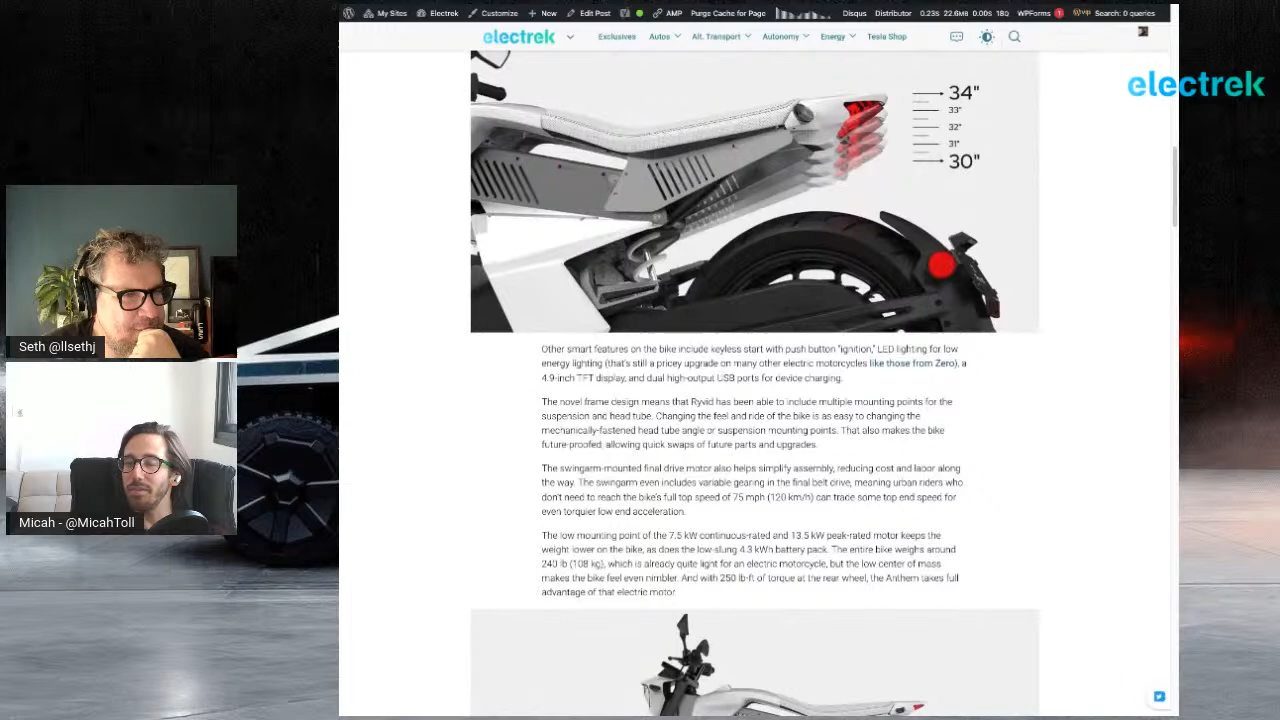 My Sites Electrek Customize New Edit Post AMP Purge Cache for Page Disqus Distributor 0.23s 22.6MB 0.00s 18Q WPForms 1 vip Search: 0 queries
electrek Exclusives Autos Alt. Transport Autonomy Energy Tesla Shop
electrek
34"
33"
32"
31"
30"
Seth @llsethj
Micah - @MicahToll
Other smart features on the bike include keyless start with push button "ignition," LED lighting for low
energy lighting (that's still a pricey upgrade on many other electric motorcycles like those from Zero), a
4.9-inch TFT display, and dual high-output USB ports for device charging.
The novel frame design means that Ryvid has been able to include multiple mounting points for the
suspension and head tube. Changing the feel and ride of the bike is as easy to changing the
mechanically-fastened head tube angle or suspension mounting points. That also makes the bike
future-proofed, allowing quick swaps of future parts and upgrades.
The swingarm-mounted final drive motor also helps simplify assembly, reducing cost and labor along
the way. The swingarm even includes variable gearing in the final belt drive, meaning urban riders who
don't need to reach the bike's full top speed of 75 mph (120 km/h) can trade some top end speed for
even torquier low end acceleration.
The low mounting point of the 7.5 kW continuous-rated and 13.5 kW peak-rated motor keeps the
weight lower on the bike, as does the low-slung 4.3 kWh battery pack. The entire bike weighs around
240 lb (108 kg), which is already quite light for an electric motorcycle, but the low center of mass
makes the bike feel even nimbler. And with 250 lb-ft of torque at the rear wheel, the Anthem takes full
advantage of that electric motor.